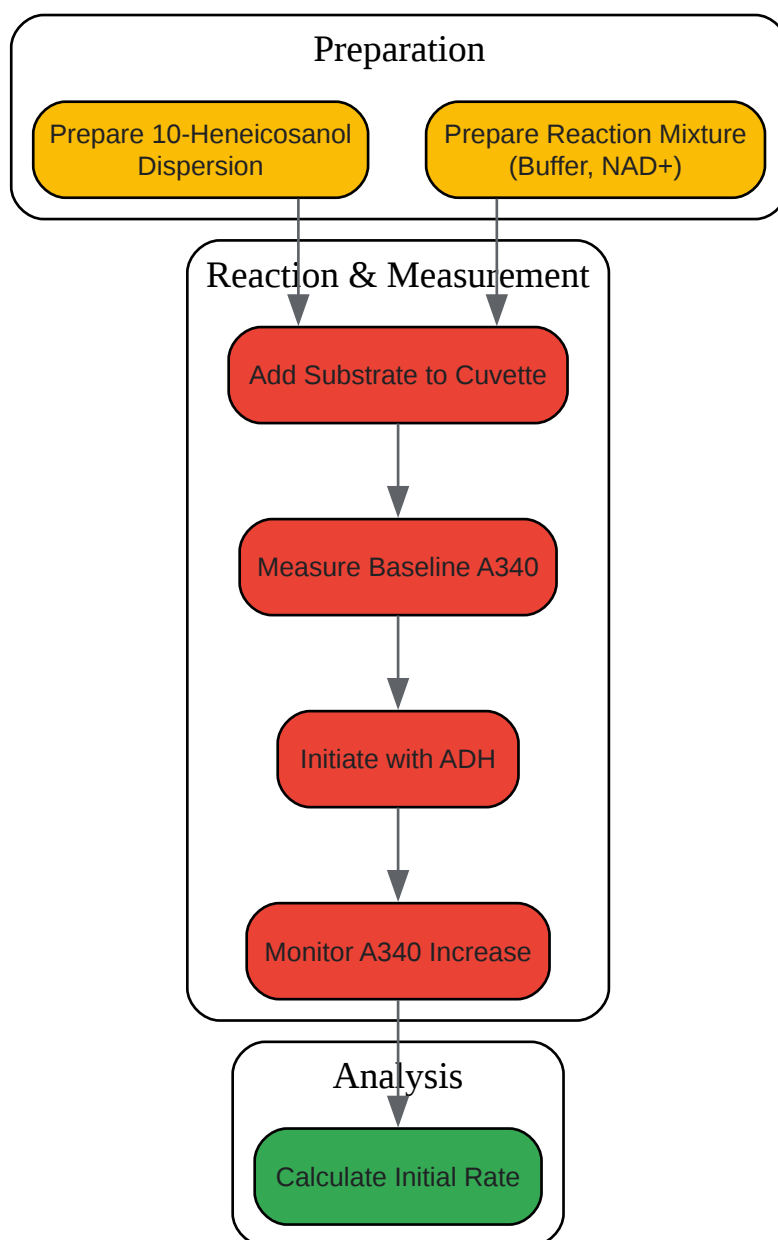 Preparation
Prepare 10-Heneicosanol
Dispersion
Prepare Reaction Mixture
(Buffer, NAD+)
Reaction & Measurement
Add Substrate to Cuvette
Measure Baseline A340
Initiate with ADH
Monitor A340 Increase
Analysis
Calculate Initial Rate